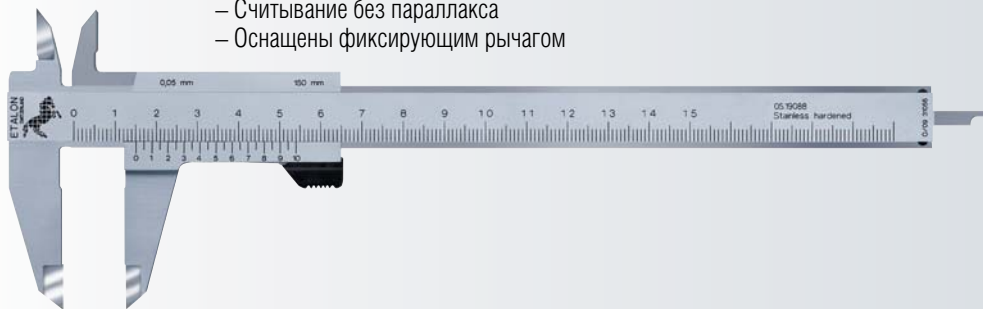 – Считывание без параллакса
– Оснащены фиксирующим рычагом
0,05 mm 150 mm
ETALON
0 1 2 3 4 5 6 7 8 9 10 11 12 13 14 15
05.19088
Stainless hardened
0 1 2 3 4 5 6 7 8 9 10